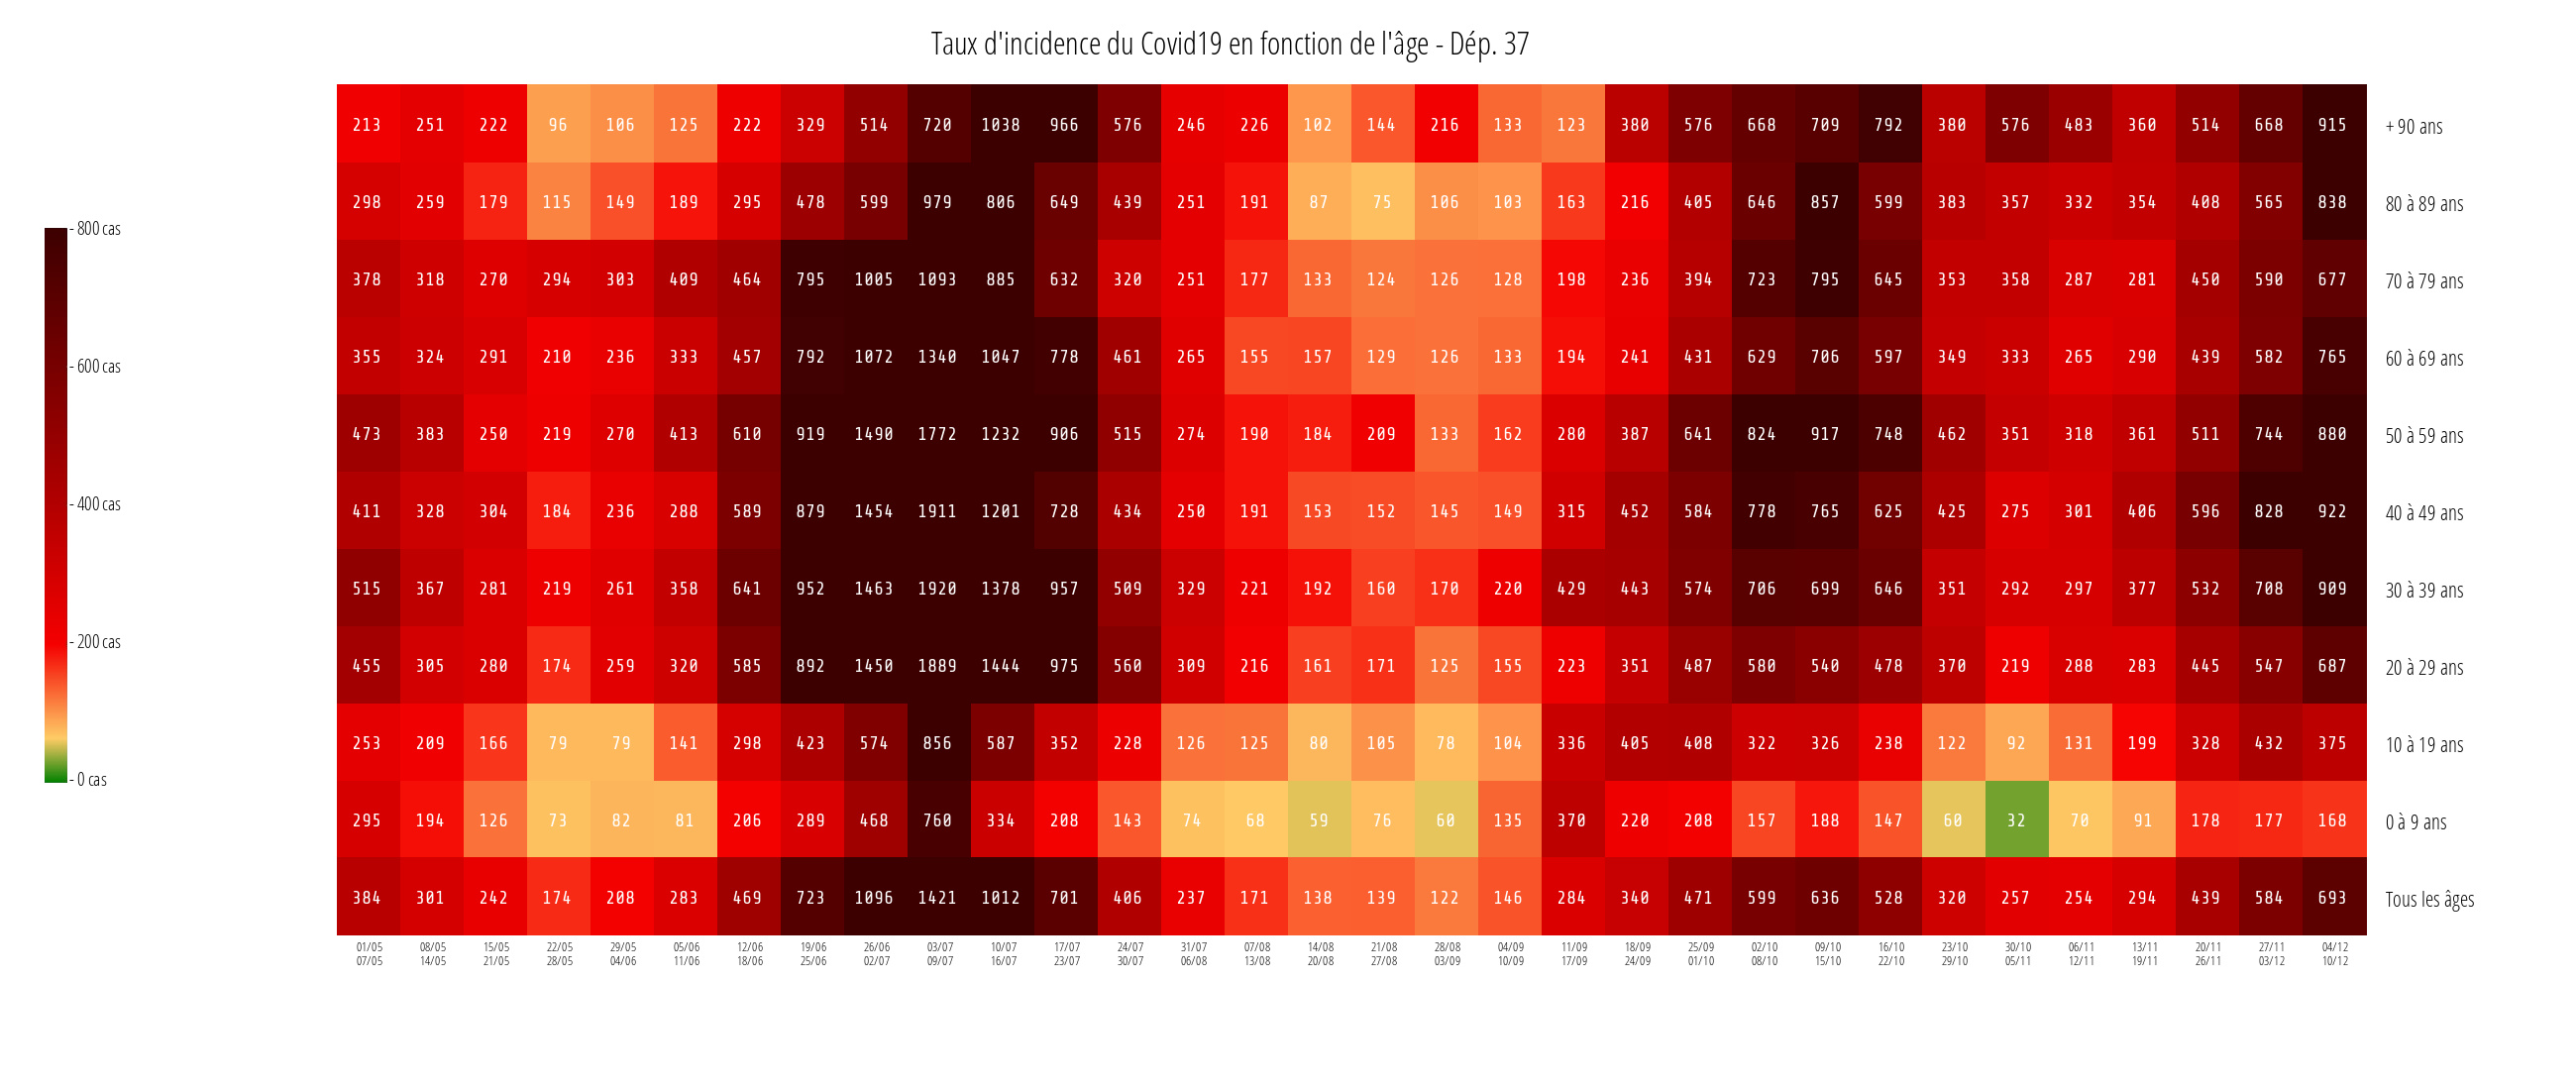 Taux d'incidence du Covid19 en fonction de l'âge - Dép. 37
- 800 cas
- 600 cas
- 400 cas
- 200 cas
- 0 cas
213 251 222 96 106 125 222 329 514 720 1038 966 576 246 226 102 144 216 133 123 380 576 668 709 792 380 576 483 360 514 668 915 + 90 ans
298 259 179 115 149 189 295 478 599 979 806 649 439 251 191 87 75 106 103 163 216 405 646 857 599 383 357 332 354 408 565 838 80 à 89 ans
378 318 270 294 303 409 464 795 1005 1093 885 632 320 251 177 133 124 126 128 198 236 394 723 795 645 353 358 287 281 450 590 677 70 à 79 ans
355 324 291 210 236 333 457 792 1072 1340 1047 778 461 265 155 157 129 126 133 194 241 431 629 706 597 349 333 265 290 439 582 765 60 à 69 ans
473 383 250 219 270 413 610 919 1490 1772 1232 906 515 274 190 184 209 133 162 280 387 641 824 917 748 462 351 318 361 511 744 880 50 à 59 ans
411 328 304 184 236 288 589 879 1454 1911 1201 728 434 250 191 153 152 145 149 315 452 584 778 765 625 425 275 301 406 596 828 922 40 à 49 ans
515 367 281 219 261 358 641 952 1463 1920 1378 957 509 329 221 192 160 170 220 429 443 574 706 699 646 351 292 297 377 532 708 909 30 à 39 ans
455 305 280 174 259 320 585 892 1450 1889 1444 975 560 309 216 161 171 125 155 223 351 487 580 540 478 370 219 288 283 445 547 687 20 à 29 ans
253 209 166 79 79 141 298 423 574 856 587 352 228 126 125 80 105 78 104 336 405 408 322 326 238 122 92 131 199 328 432 375 10 à 19 ans
295 194 126 73 82 81 206 289 468 760 334 208 143 74 68 59 76 60 135 370 220 208 157 188 147 60 32 70 91 178 177 168 0 à 9 ans
384 301 242 174 208 283 469 723 1096 1421 1012 701 406 237 171 138 139 122 146 284 340 471 599 636 528 320 257 254 294 439 584 693 Tous les âges
01/05 08/05 15/05 22/05 29/05 05/06 12/06 19/06 26/06 03/07 10/07 17/07 24/07 31/07 07/08 14/08 21/08 28/08 04/09 11/09 18/09 25/09 02/10 09/10 16/10 23/10 30/10 06/11 13/11 20/11 27/11 04/12
07/05 14/05 21/05 28/05 04/06 11/06 18/06 25/06 02/07 09/07 16/07 23/07 30/07 06/08 13/08 20/08 27/08 03/09 10/09 17/09 24/09 01/10 08/10 15/10 22/10 29/10 05/11 12/11 19/11 26/11 03/12 10/12